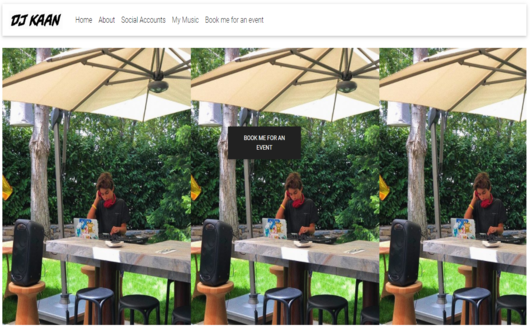 DJ KAAN
Home About Social Accounts My Music Book me for an event
BOOK ME FOR AN
EVENT